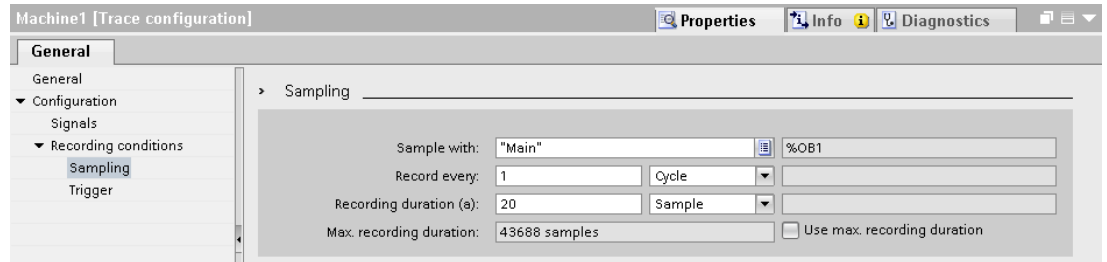 Machine1 [Trace configuration]
Properties
Info
Diagnostics
General
General
Configuration
Signals
Recording conditions
Sampling
Trigger
Sampling
Sample with: "Main" %OB1
Record every: 1 Cycle
Recording duration (a): 20 Sample
Max. recording duration: 43688 samples Use max. recording duration